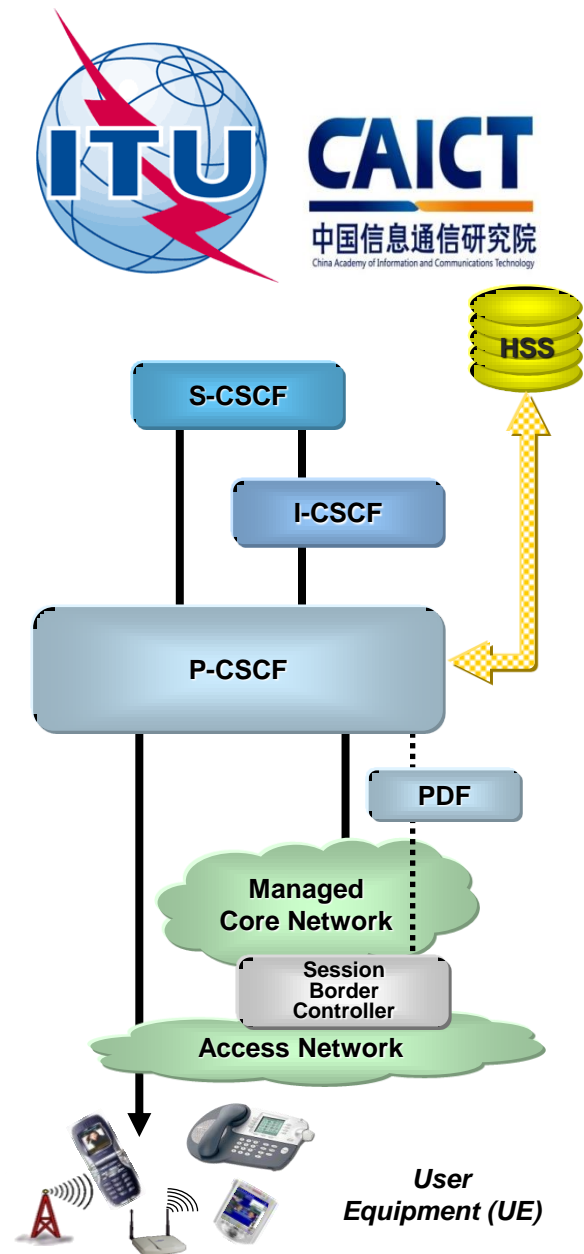 ITU
CAICT
中国信息通信研究院
China Academy of Information and Communications Technology
HSS
S-CSCF
I-CSCF
P-CSCF
PDF
Managed
Core Network
Session
Border
Controller
Access Network
User
Equipment (UE)